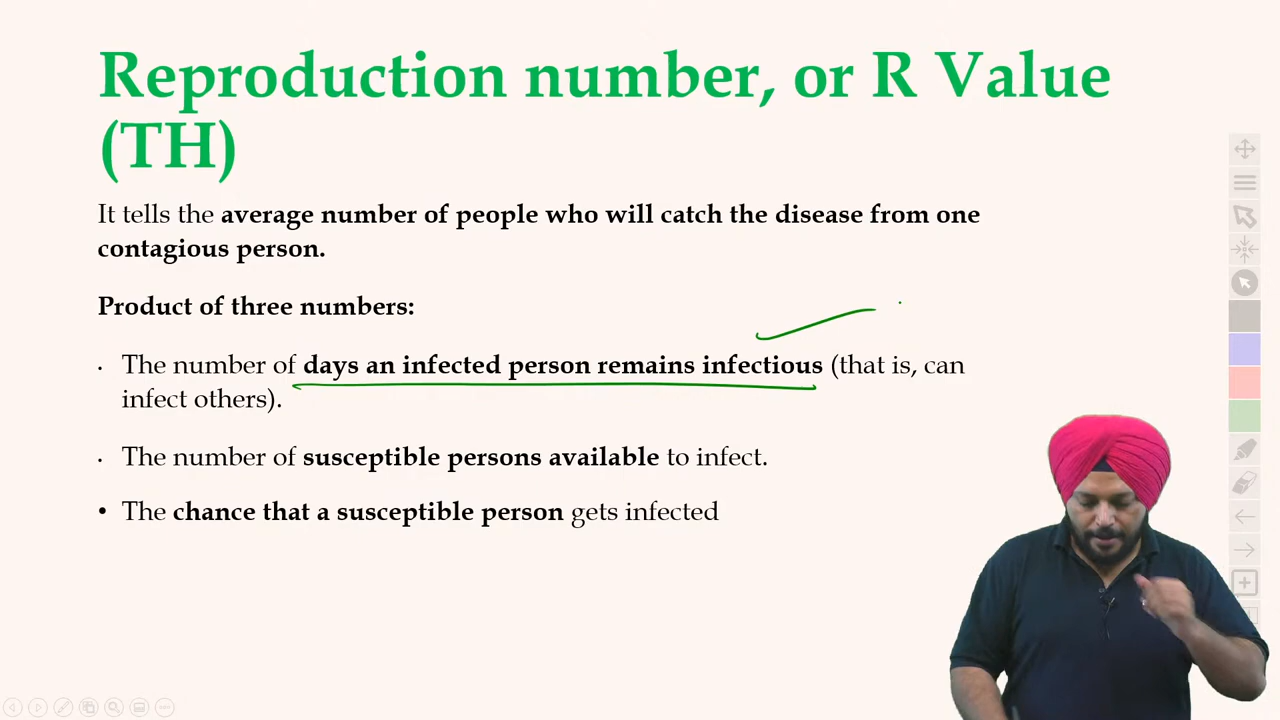 Reproduction number, or R Value
(TH)
It tells the average number of people who will catch the disease from one
contagious person.
Product of three numbers:
• The number of days an infected person remains infectious (that is, can
infect others).
• The number of susceptible persons available to infect.
• The chance that a susceptible person gets infected